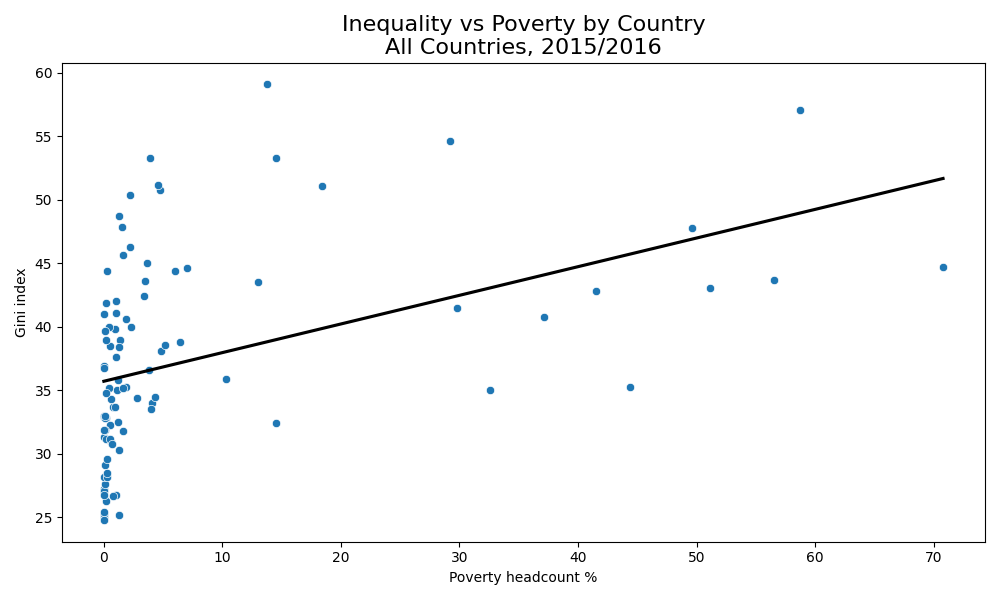 Inequality vs Poverty by Country
All Countries, 2015/2016
60
55
50
45
40
35
30
25
Gini index
0 10 20 30 40 50 60 70
Poverty headcount %